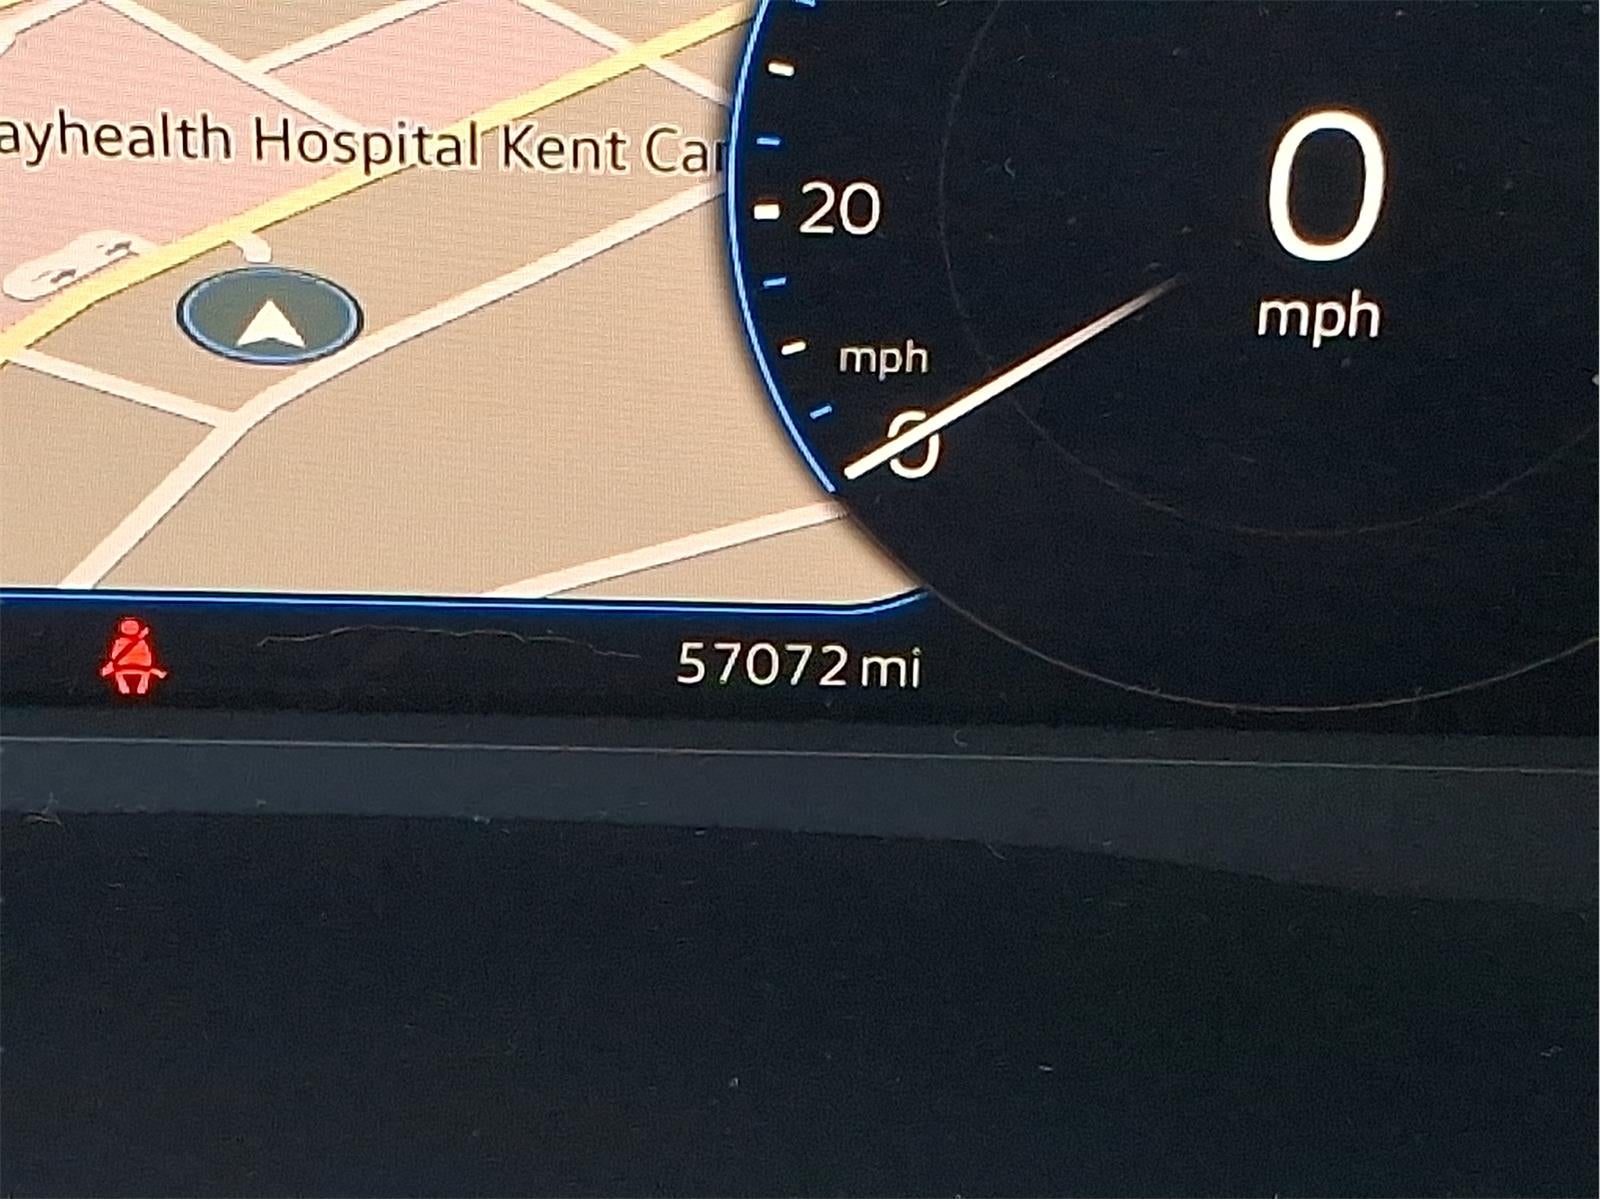 ayhealth Hospital Kent Ca
20
mph
0
0
mph
57072 mi